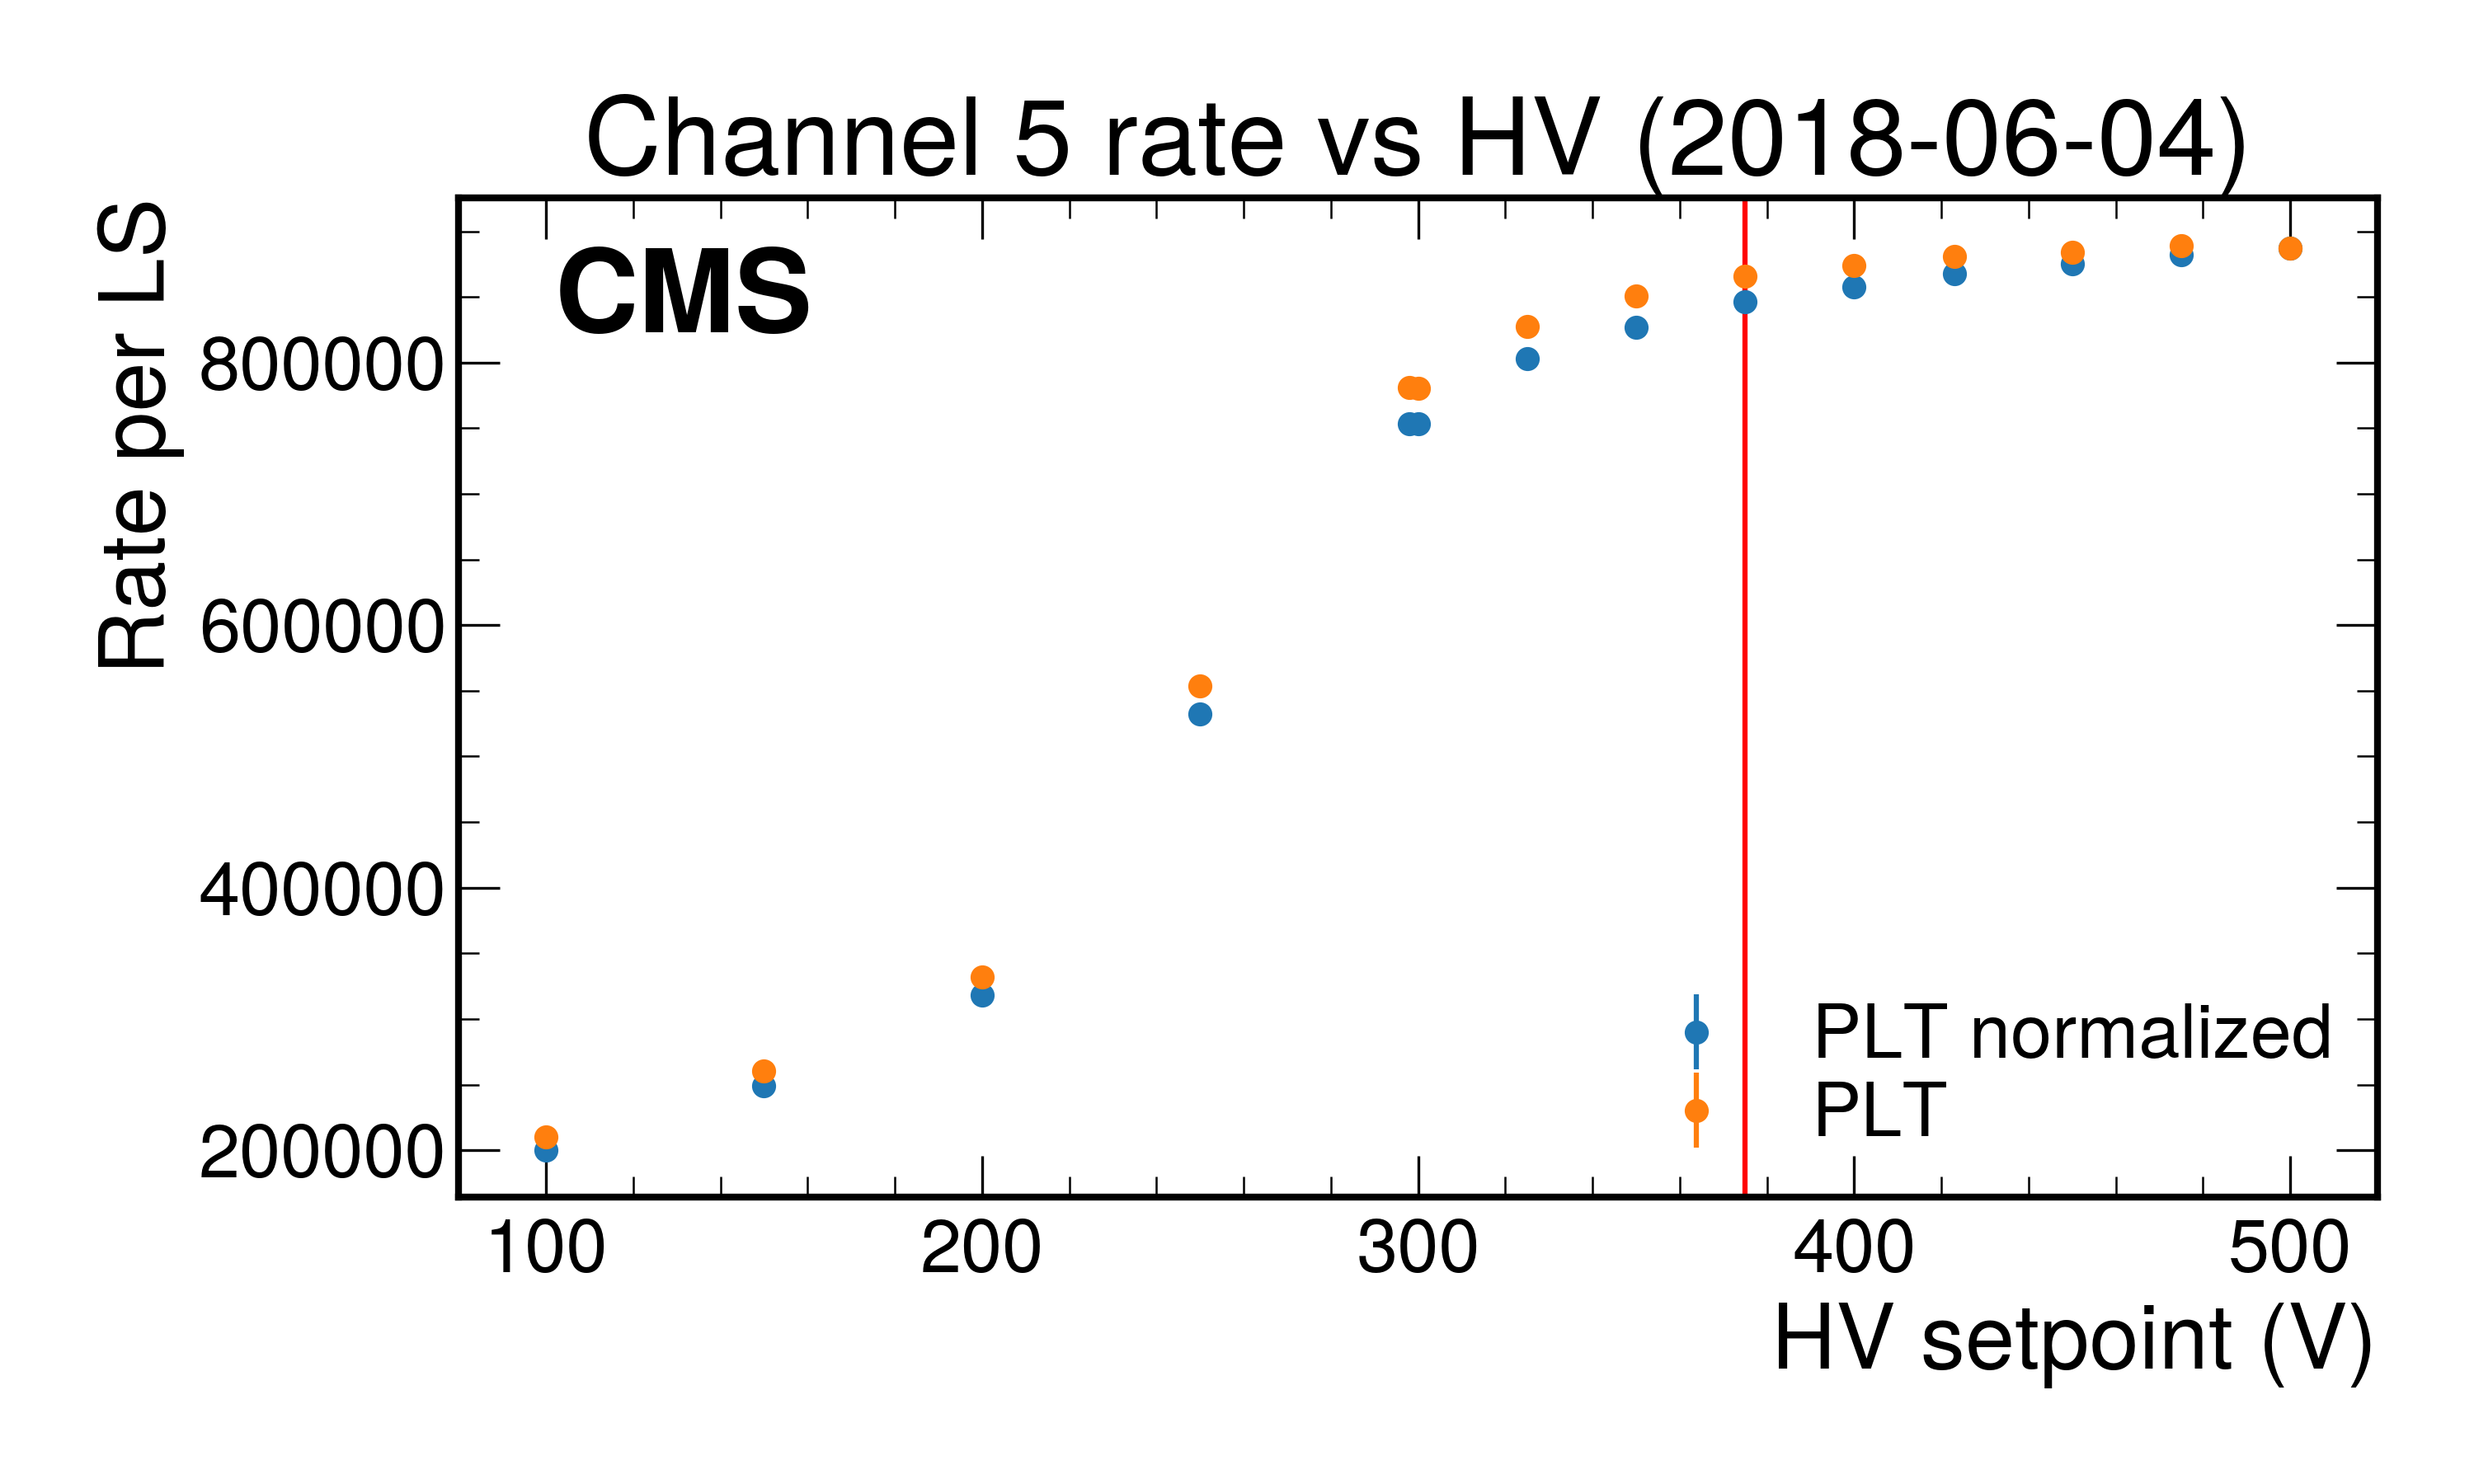 Channel 5 rate vs HV (2018-06-04)
CMS
Rate per LS
800000
600000
400000
200000
PLT normalized
PLT
100 200 300 400 500
HV setpoint (V)